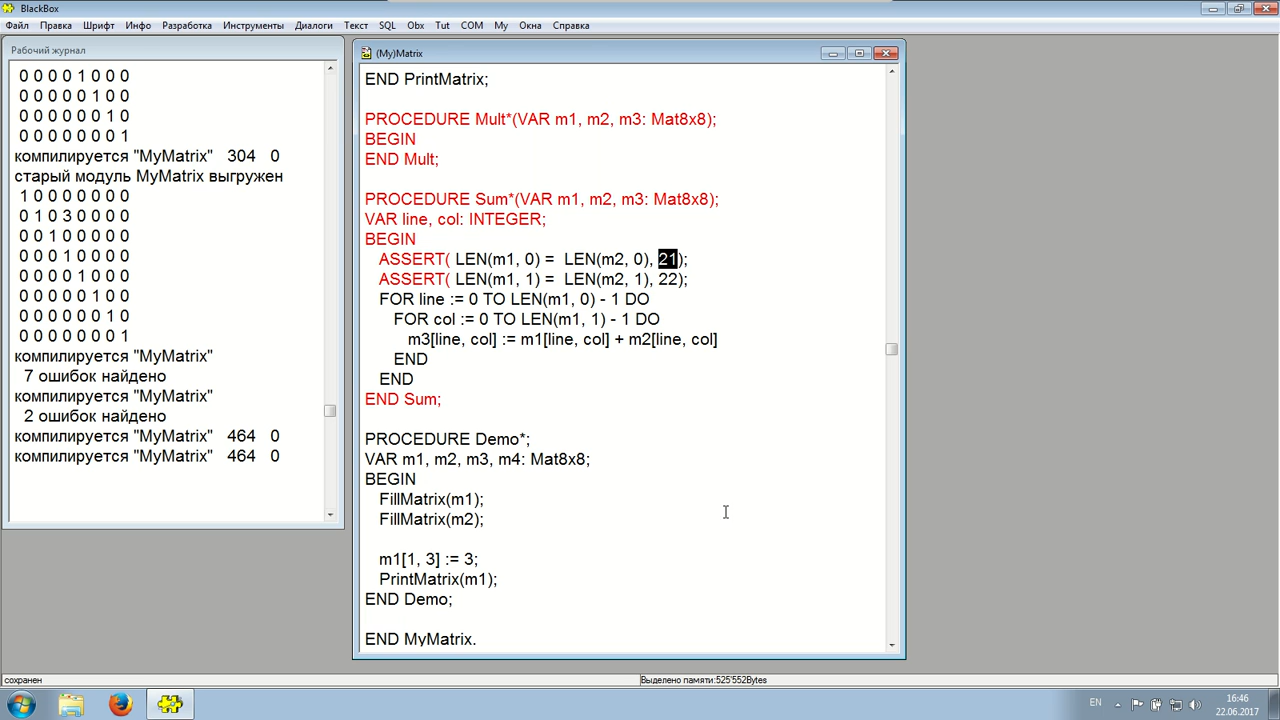 BlackBox
Файл Правка Шрифт Инфо Разработка Инструменты Диалоги Текст SQL Obx Tut COM My Окна Справка
Рабочий журнал
0 0 0 0 1 0 0 0
0 0 0 0 0 1 0 0
0 0 0 0 0 0 1 0
0 0 0 0 0 0 0 1
компилируется "MyMatrix" 304 0
старый модуль MyMatrix выгружен
1 0 0 0 0 0 0 0
0 1 0 3 0 0 0 0
0 0 1 0 0 0 0 0
0 0 0 1 0 0 0 0
0 0 0 0 1 0 0 0
0 0 0 0 0 1 0 0
0 0 0 0 0 0 1 0
0 0 0 0 0 0 0 1
компилируется "MyMatrix"
7 ошибок найдено
компилируется "MyMatrix"
2 ошибок найдено
компилируется "MyMatrix" 464 0
компилируется "MyMatrix" 464 0
(My)Matrix
END PrintMatrix;
PROCEDURE Mult*(VAR m1, m2, m3: Mat8x8);
BEGIN
END Mult;
PROCEDURE Sum*(VAR m1, m2, m3: Mat8x8);
VAR line, col: INTEGER;
BEGIN
ASSERT( LEN(m1, 0) = LEN(m2, 0), 21);
ASSERT( LEN(m1, 1) = LEN(m2, 1), 22);
FOR line := 0 TO LEN(m1, 0) - 1 DO
FOR col := 0 TO LEN(m1, 1) - 1 DO
m3[line, col] := m1[line, col] + m2[line, col]
END
END
END Sum;
PROCEDURE Demo*;
VAR m1, m2, m3, m4: Mat8x8;
BEGIN
FillMatrix(m1);
FillMatrix(m2);
m1[1, 3] := 3;
PrintMatrix(m1);
END Demo;
END MyMatrix.
сохранен
Выделено памяти:525'552Bytes
EN
16:46
22.06.2017